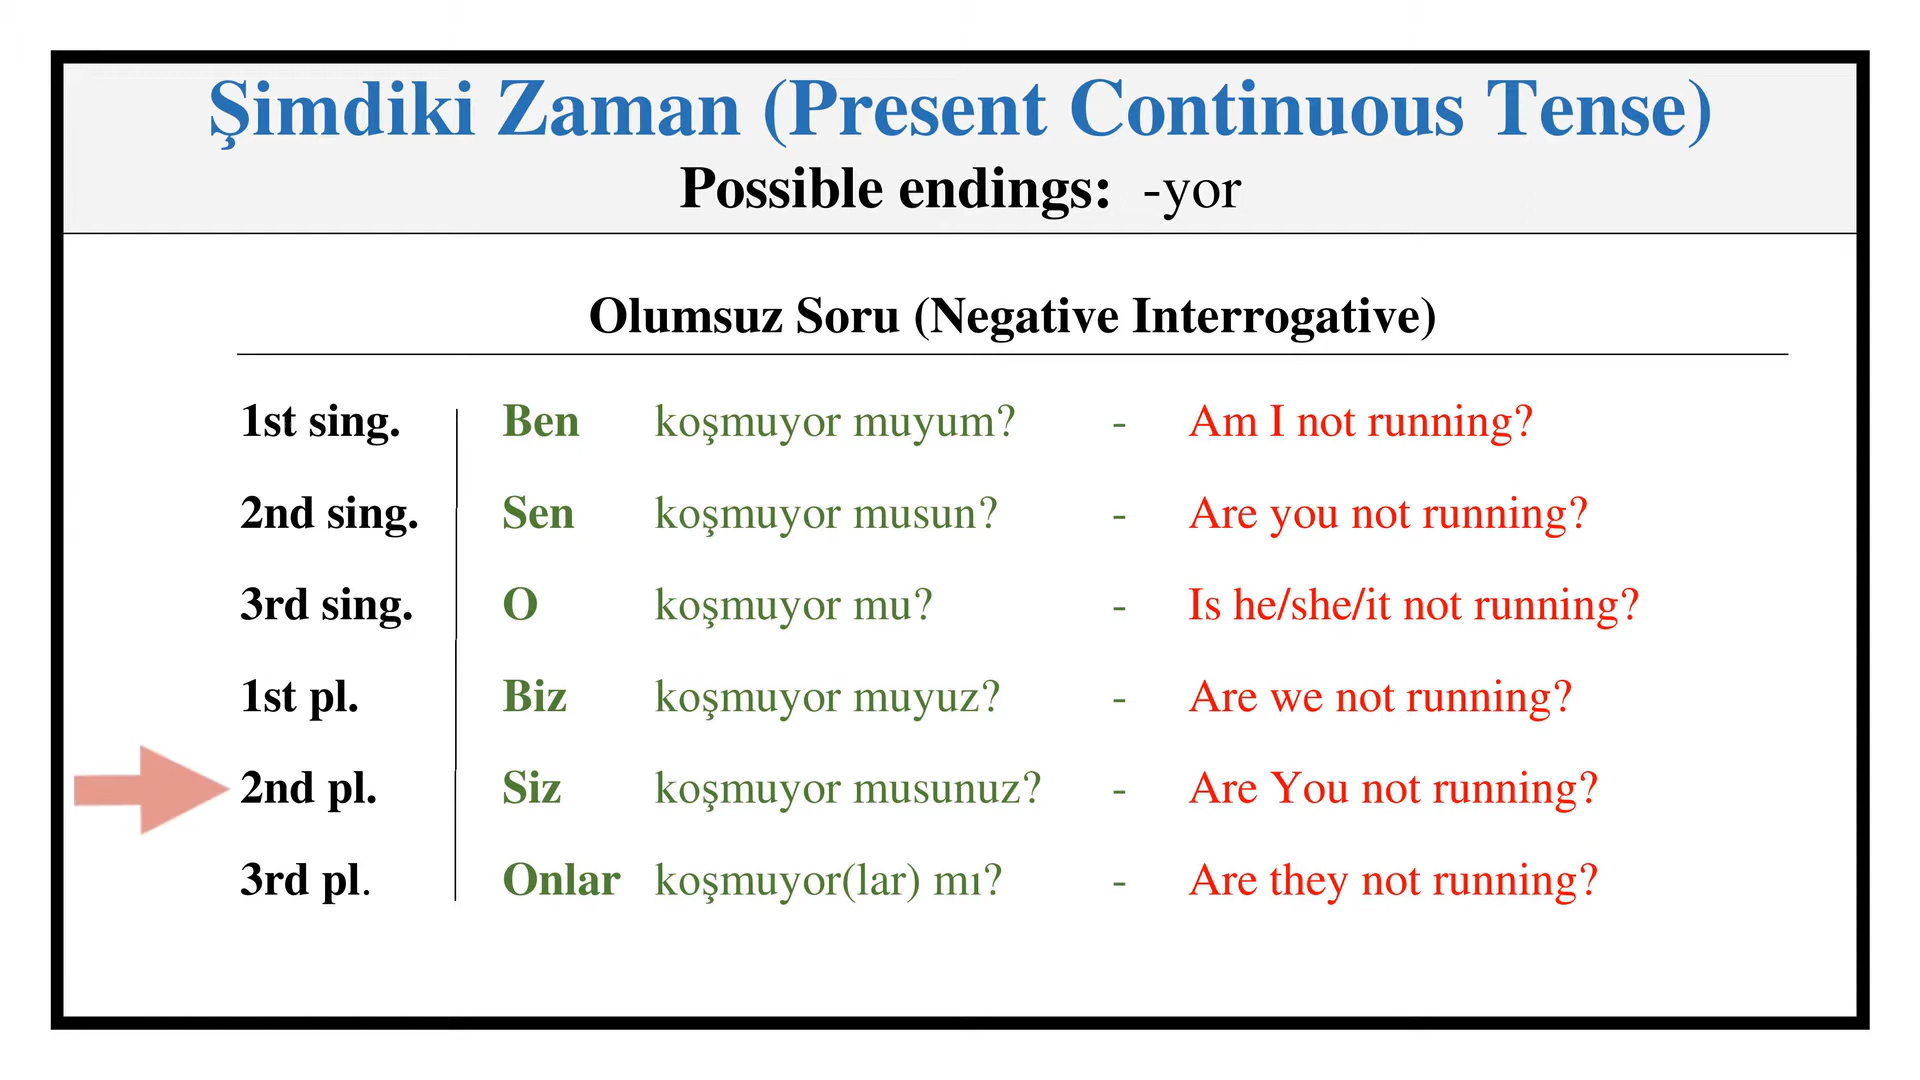 Şimdiki Zaman (Present Continuous Tense)
Possible endings: -yor
Olumsuz Soru (Negative Interrogative)
1st sing. Ben koşmuyor muyum? - Am I not running?
2nd sing. Sen koşmuyor musun? - Are you not running?
3rd sing. O koşmuyor mu? - Is he/she/it not running?
1st pl. Biz koşmuyor muyuz? - Are we not running?
2nd pl. Siz koşmuyor musunuz? - Are You not running?
3rd pl. Onlar koşmuyor(lar) mı? - Are they not running?